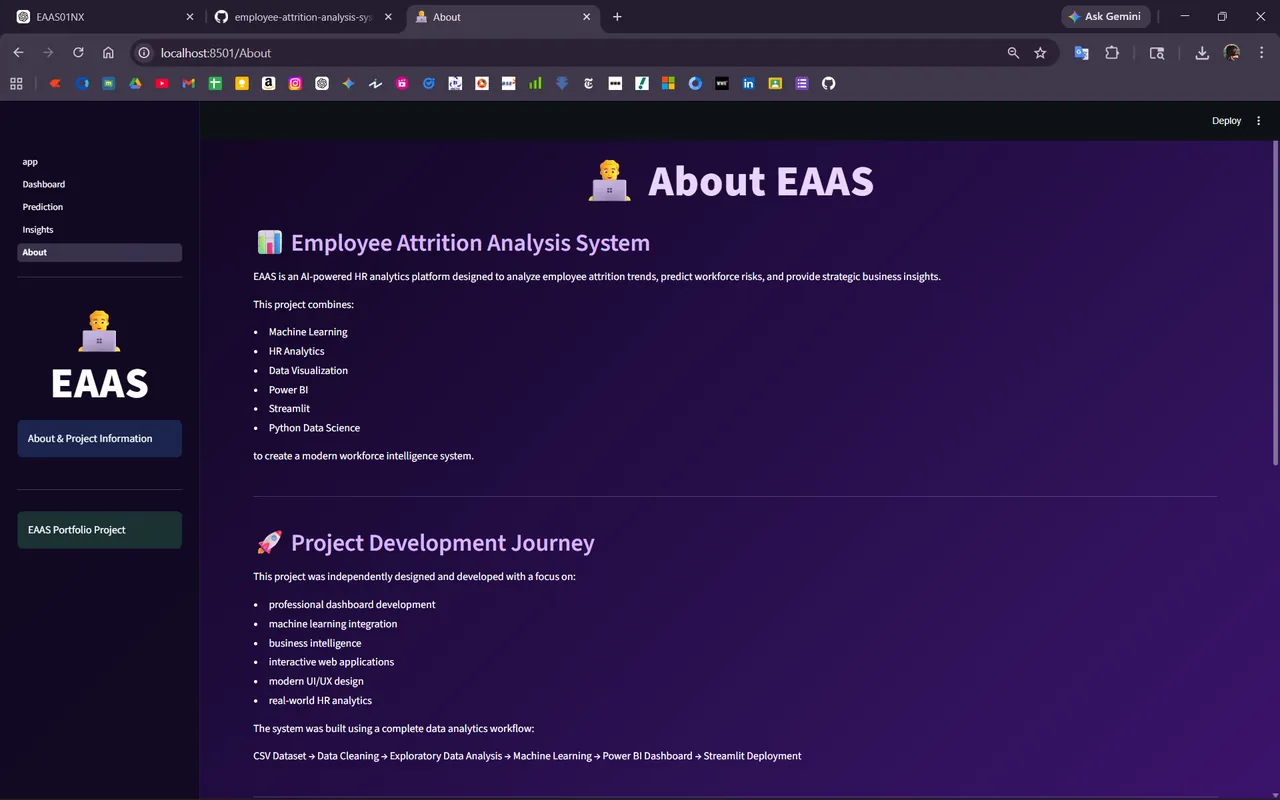 EAAS01NX
employee-attrition-analysis-sys
About
Ask Gemini
localhost:8501/About
Deploy
app
Dashboard
Prediction
Insights
About
EAAS
About & Project Information
EAAS Portfolio Project
About EAAS
Employee Attrition Analysis System
EAAS is an AI-powered HR analytics platform designed to analyze employee attrition trends, predict workforce risks, and provide strategic business insights.
This project combines:
• Machine Learning
• HR Analytics
• Data Visualization
• Power BI
• Streamlit
• Python Data Science
to create a modern workforce intelligence system.
Project Development Journey
This project was independently designed and developed with a focus on:
• professional dashboard development
• machine learning integration
• business intelligence
• interactive web applications
• modern UI/UX design
• real-world HR analytics
The system was built using a complete data analytics workflow:
CSV Dataset → Data Cleaning → Exploratory Data Analysis → Machine Learning → Power BI Dashboard → Streamlit Deployment